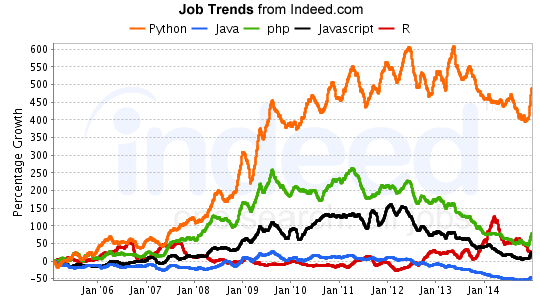 Job Trends from Indeed.com
Python Java php Javascript R
Percentage Growth
600
550
500
450
400
350
300
250
200
150
100
50
0
-50
indeed
Jan'06 Jan'07 Jan'08 Jan'09 Jan'10 Jan'11 Jan'12 Jan'13 Jan'14